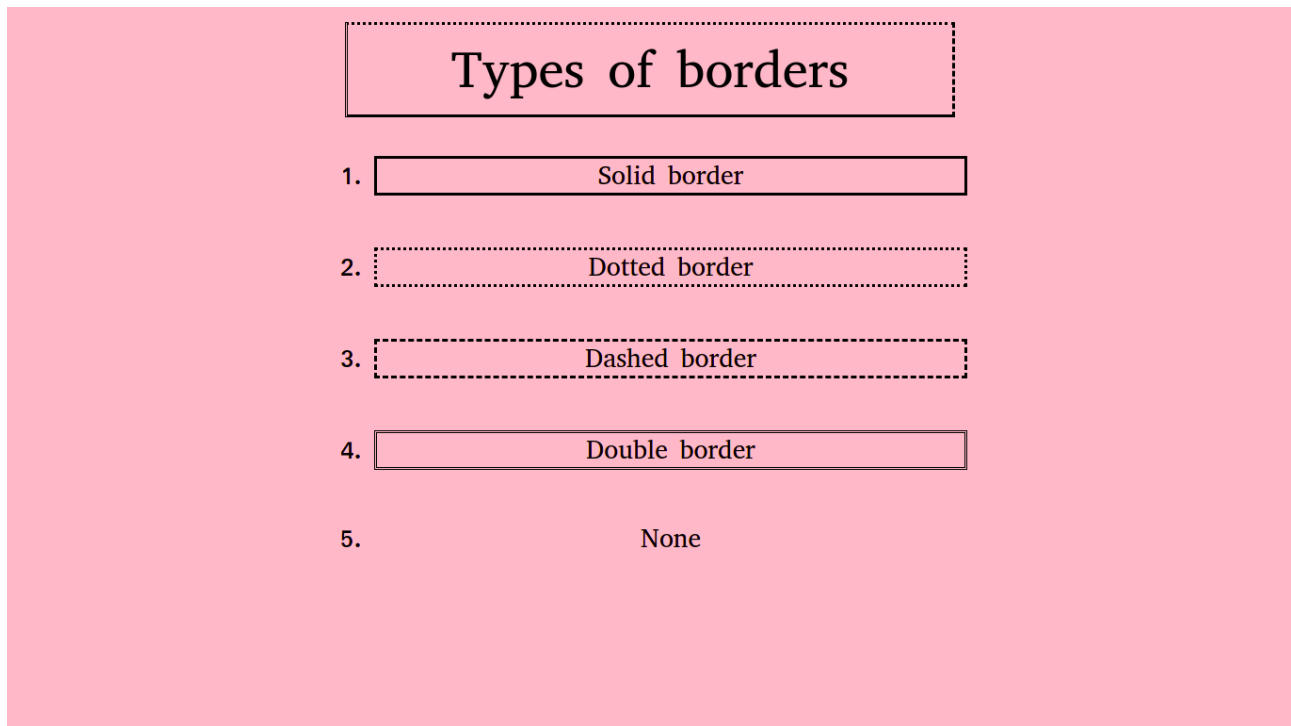 Types of borders
1. Solid border
2. Dotted border
3. Dashed border
4. Double border
5. None